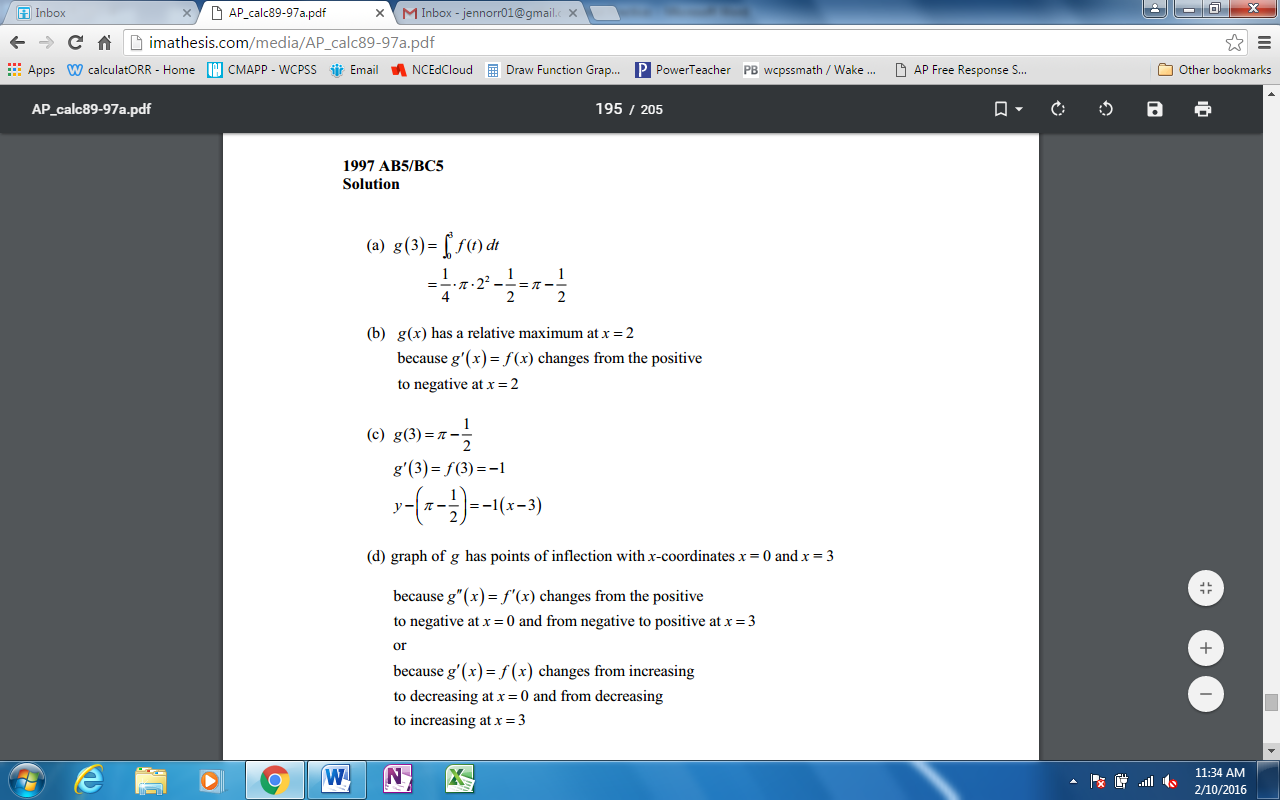 Inbox
AP_calc89-97a.pdf
Inbox - jennorr01@gmail.c
imathesis.com/media/AP_calc89-97a.pdf
Apps calculatORR - Home CMAPP - WCPSS Email NCEdCloud Draw Function Grap... PowerTeacher PB wcpssmath / Wake ... AP Free Response S... Other bookmarks
AP_calc89-97a.pdf 195 / 205
1997 AB5/BC5
Solution
(a) g(3) = ∫₀³ f(t) dt
= 1/4 · π · 2² − 1/2 = π − 1/2
(b) g(x) has a relative maximum at x = 2
because g′(x) = f(x) changes from the positive
to negative at x = 2
(c) g(3) = π − 1/2
g′(3) = f(3) = −1
y − (π − 1/2) = −1(x − 3)
(d) graph of g has points of inflection with x-coordinates x = 0 and x = 3
because g″(x) = f′(x) changes from the positive
to negative at x = 0 and from negative to positive at x = 3
or
because g′(x) = f(x) changes from increasing
to decreasing at x = 0 and from decreasing
to increasing at x = 3
11:34 AM
2/10/2016